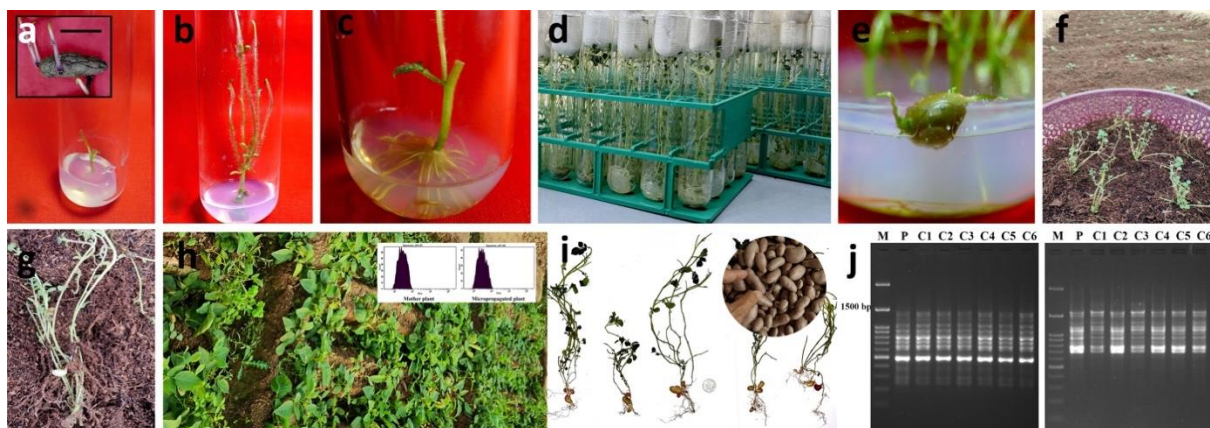 a
b
c
d
e
f
g
h
Mother plant
Micropropagated plant
i
j
M P C1 C2 C3 C4 C5 C6
M P C1 C2 C3 C4 C5 C6
1500 bp